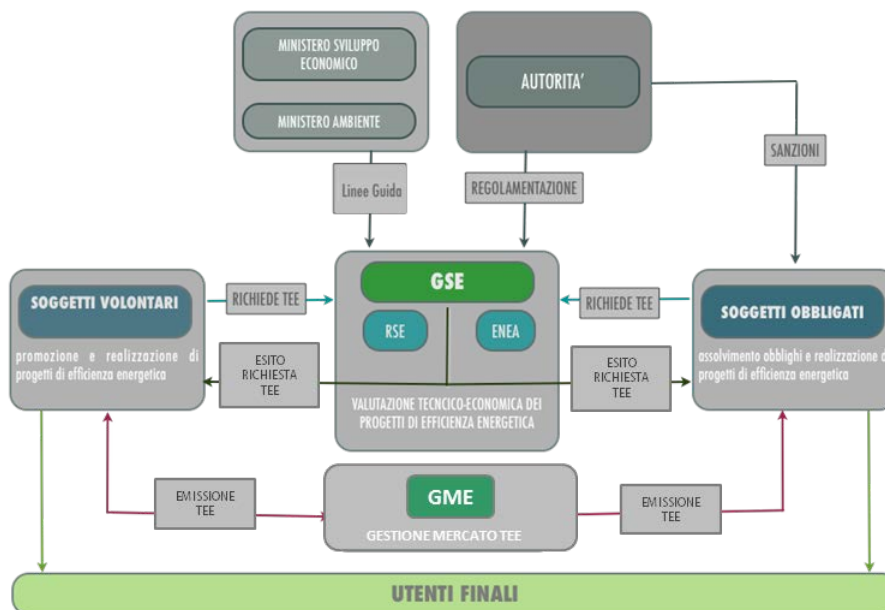 MINISTERO SVILUPPO
ECONOMICO
MINISTERO AMBIENTE
AUTORITA'
SANZIONI
Linee Guida
REGOLAMENTAZIONE
SOGGETTI VOLONTARI
promozione e realizzazione di
progetti di efficienza energetica
RICHIEDE TEE
GSE
RSE
ENEA
VALUTAZIONE TECNCICO-ECONOMICA DEI
PROGETTI DI EFFICIENZA ENERGETICA
RICHIEDE TEE
SOGGETTI OBBLIGATI
assolvimento obblighi e realizzazione d
progetti di efficienza energetica
ESITO
RICHIESTA
TEE
ESITO
RICHIESTA
TEE
EMISSIONE
TEE
GME
GESTIONE MERCATO TEE
EMISSIONE
TEE
UTENTI FINALI